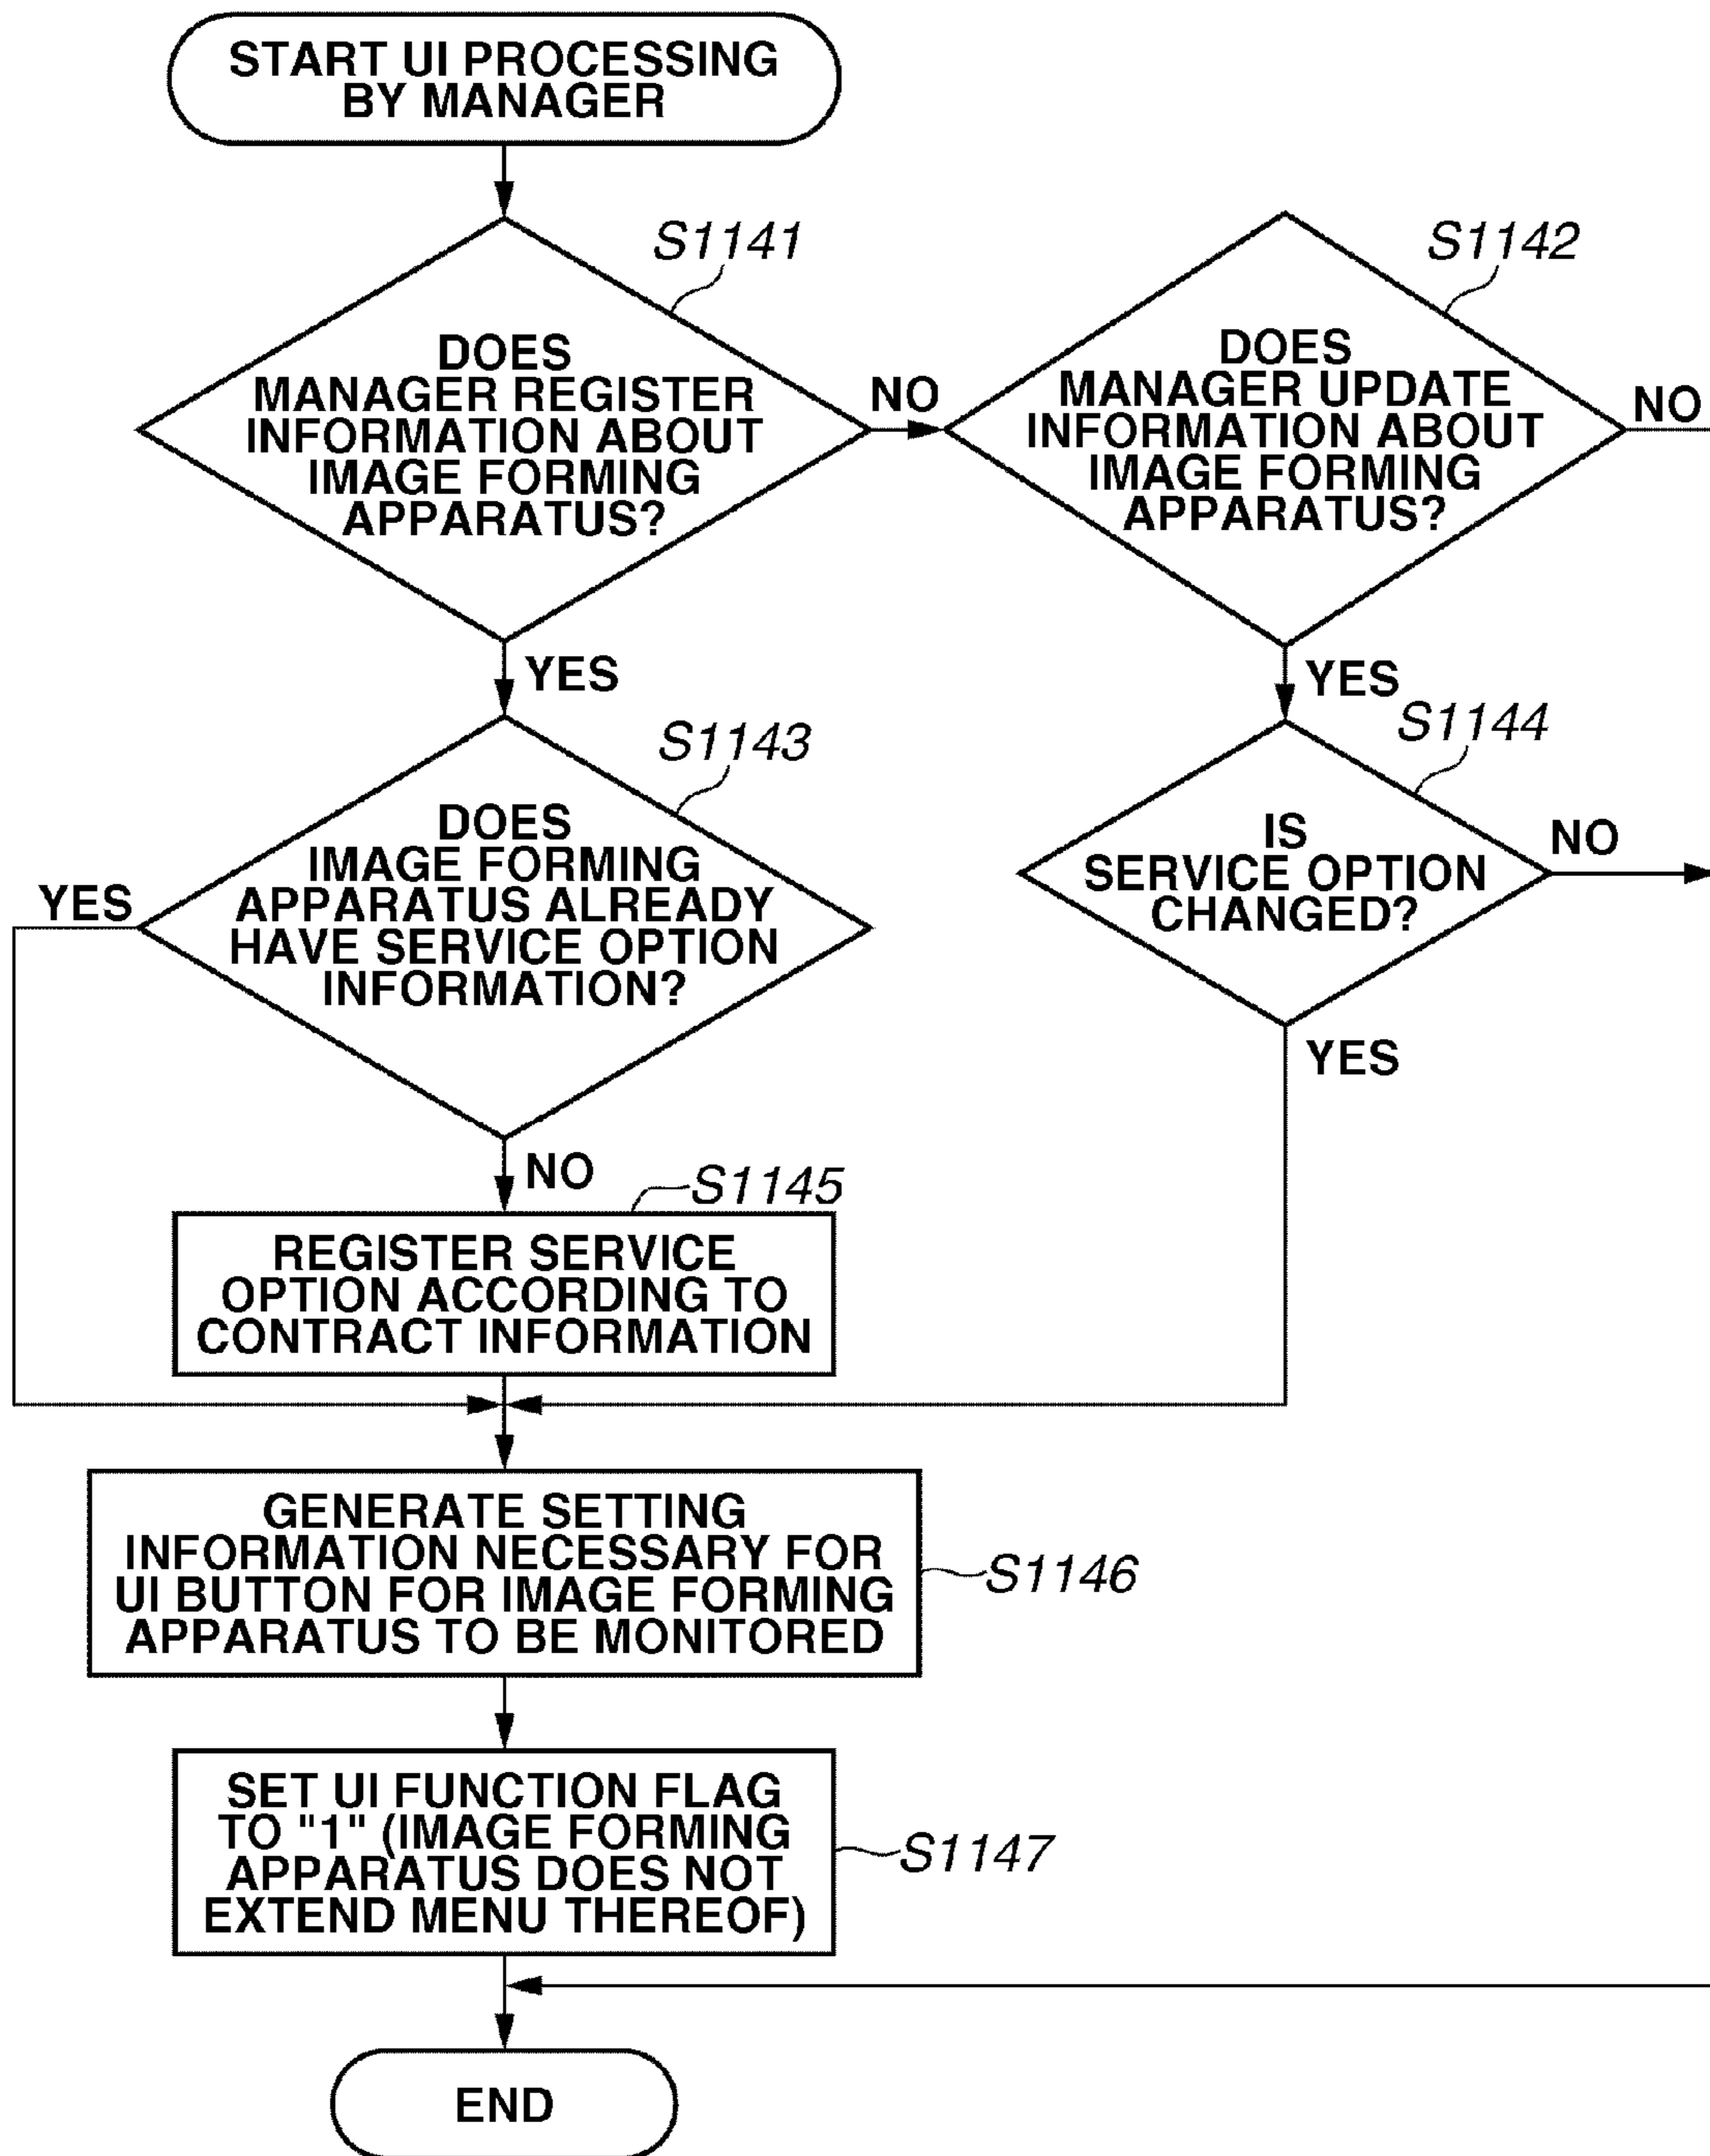 START UI PROCESSING
BY MANAGER
S1141
DOES
MANAGER REGISTER
INFORMATION ABOUT
IMAGE FORMING
APPARATUS?
NO
YES
S1142
DOES
MANAGER UPDATE
INFORMATION ABOUT
IMAGE FORMING
APPARATUS?
NO
YES
S1143
DOES
IMAGE FORMING
APPARATUS ALREADY
HAVE SERVICE OPTION
INFORMATION?
YES
NO
S1144
IS
SERVICE OPTION
CHANGED?
NO
YES
S1145
REGISTER SERVICE
OPTION ACCORDING TO
CONTRACT INFORMATION
GENERATE SETTING
INFORMATION NECESSARY FOR
UI BUTTON FOR IMAGE FORMING
APPARATUS TO BE MONITORED
S1146
SET UI FUNCTION FLAG
TO "1" (IMAGE FORMING
APPARATUS DOES NOT
EXTEND MENU THEREOF)
S1147
END